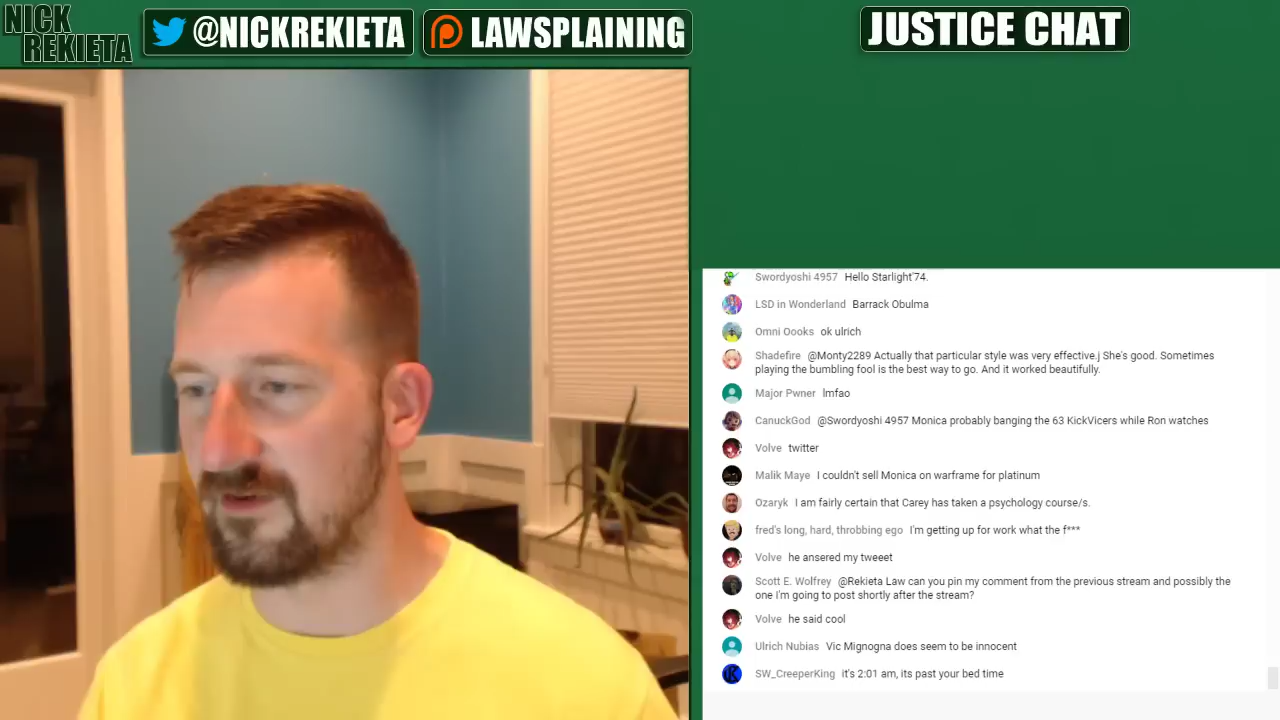 NICK
REKIETA
@NICKREKIETA
LAWSPLAINING
JUSTICE CHAT
Swordyoshi 4957 Hello Starlight'74.
LSD in Wonderland Barrack Obulma
Omni Oooks ok ulrich
Shadefire @Monty2289 Actually that particular style was very effective.j She's good. Sometimes
playing the bumbling fool is the best way to go. And it worked beautifully.
Major Pwner lmfao
CanuckGod @Swordyoshi 4957 Monica probably banging the 63 KickVicers while Ron watches
Volve twitter
Malik Maye I couldn't sell Monica on warframe for platinum
Ozaryk I am fairly certain that Carey has taken a psychology course/s.
fred's long, hard, throbbing ego I'm getting up for work what the f***
Volve he ansered my tweeet
Scott E. Wolfrey @Rekieta Law can you pin my comment from the previous stream and possibly the
one I'm going to post shortly after the stream?
Volve he said cool
Ulrich Nubias Vic Mignogna does seem to be innocent
SW_CreeperKing it's 2:01 am, its past your bed time